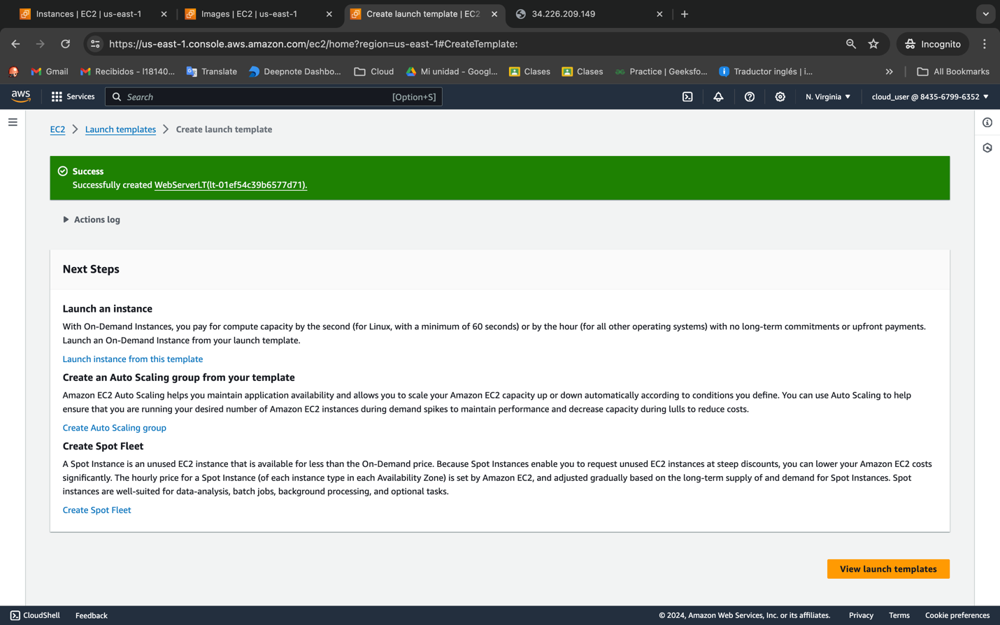 Instances | EC2 | us-east-1
Images | EC2 | us-east-1
Create launch template | EC2
34.226.209.149
https://us-east-1.console.aws.amazon.com/ec2/home?region=us-east-1#CreateTemplate:
Incognito
Gmail
Recibidos - l18140...
Translate
Deepnote Dashbo...
Cloud
Mi unidad - Googl...
Clases
Clases
Practice | Geeksfo...
Traductor inglés | i...
All Bookmarks
aws
Services
Search
[Option+S]
N. Virginia
cloud_user @ 8435-6799-6352
EC2
Launch templates
Create launch template
Success
Successfully created WebServerLT(lt-01ef54c39b6577d71).
Actions log
Next Steps
Launch an instance
With On-Demand Instances, you pay for compute capacity by the second (for Linux, with a minimum of 60 seconds) or by the hour (for all other operating systems) with no long-term commitments or upfront payments.
Launch an On-Demand Instance from your launch template.
Launch instance from this template
Create an Auto Scaling group from your template
Amazon EC2 Auto Scaling helps you maintain application availability and allows you to scale your Amazon EC2 capacity up or down automatically according to conditions you define. You can use Auto Scaling to help
ensure that you are running your desired number of Amazon EC2 instances during demand spikes to maintain performance and decrease capacity during lulls to reduce costs.
Create Auto Scaling group
Create Spot Fleet
A Spot Instance is an unused EC2 instance that is available for less than the On-Demand price. Because Spot Instances enable you to request unused EC2 instances at steep discounts, you can lower your Amazon EC2 costs
significantly. The hourly price for a Spot Instance (of each instance type in each Availability Zone) is set by Amazon EC2, and adjusted gradually based on the long-term supply of and demand for Spot Instances. Spot
instances are well-suited for data-analysis, batch jobs, background processing, and optional tasks.
Create Spot Fleet
View launch templates
CloudShell
Feedback
© 2024, Amazon Web Services, Inc. or its affiliates.
Privacy
Terms
Cookie preferences